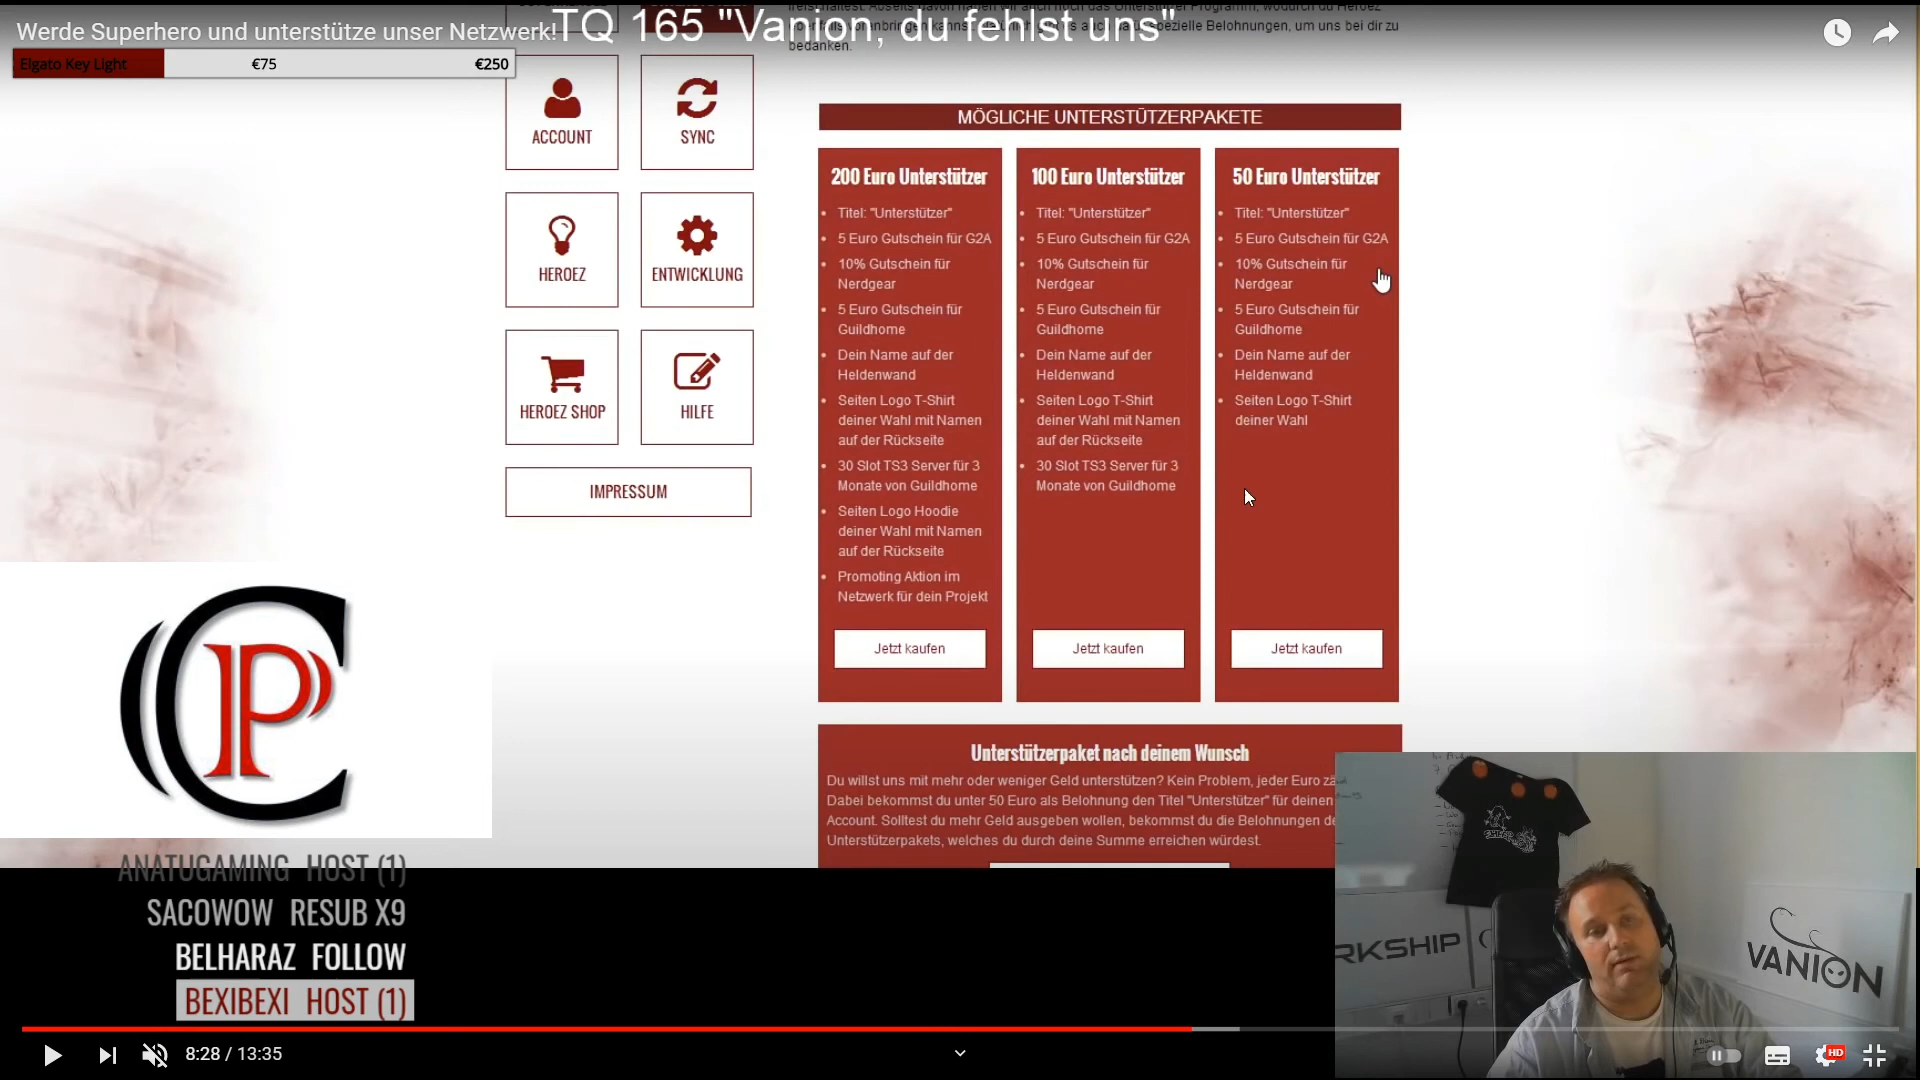 Werde Superhero und unterstütze unser Netzwerk!
TQ 165 "Vanion, du fehlst uns"
bedanken.
Elgato Key Light €75 €250
ACCOUNT
SYNC
HEROEZ
ENTWICKLUNG
HEROEZ SHOP
HILFE
IMPRESSUM
MÖGLICHE UNTERSTÜTZERPAKETE
200 Euro Unterstützer
Titel: "Unterstützer"
5 Euro Gutschein für G2A
10% Gutschein für
Nerdgear
5 Euro Gutschein für
Guildhome
Dein Name auf der
Heldenwand
Seiten Logo T-Shirt
deiner Wahl mit Namen
auf der Rückseite
30 Slot TS3 Server für 3
Monate von Guildhome
Seiten Logo Hoodie
deiner Wahl mit Namen
auf der Rückseite
Promoting Aktion im
Netzwerk für dein Projekt
Jetzt kaufen
100 Euro Unterstützer
Titel: "Unterstützer"
5 Euro Gutschein für G2A
10% Gutschein für
Nerdgear
5 Euro Gutschein für
Guildhome
Dein Name auf der
Heldenwand
Seiten Logo T-Shirt
deiner Wahl mit Namen
auf der Rückseite
30 Slot TS3 Server für 3
Monate von Guildhome
Jetzt kaufen
50 Euro Unterstützer
Titel: "Unterstützer"
5 Euro Gutschein für G2A
10% Gutschein für
Nerdgear
5 Euro Gutschein für
Guildhome
Dein Name auf der
Heldenwand
Seiten Logo T-Shirt
deiner Wahl
Jetzt kaufen
Unterstützerpaket nach deinem Wunsch
Du willst uns mit mehr oder weniger Geld unterstützen? Kein Problem, jeder Euro
Dabei bekommst du unter 50 Euro als Belohnung den Titel "Unterstützer" für deinen
Account. Solltest du mehr Geld ausgeben wollen, bekommst du die Belohnungen
Unterstützerpakets, welches du durch deine Summe erreichen würdest.
CP
ANATUGAMING HOST (1)
SACOWOW RESUB X9
BELHARAZ FOLLOW
BEXIBEXI HOST (1)
RKSHIP
VANION
8:28 / 13:35
HD